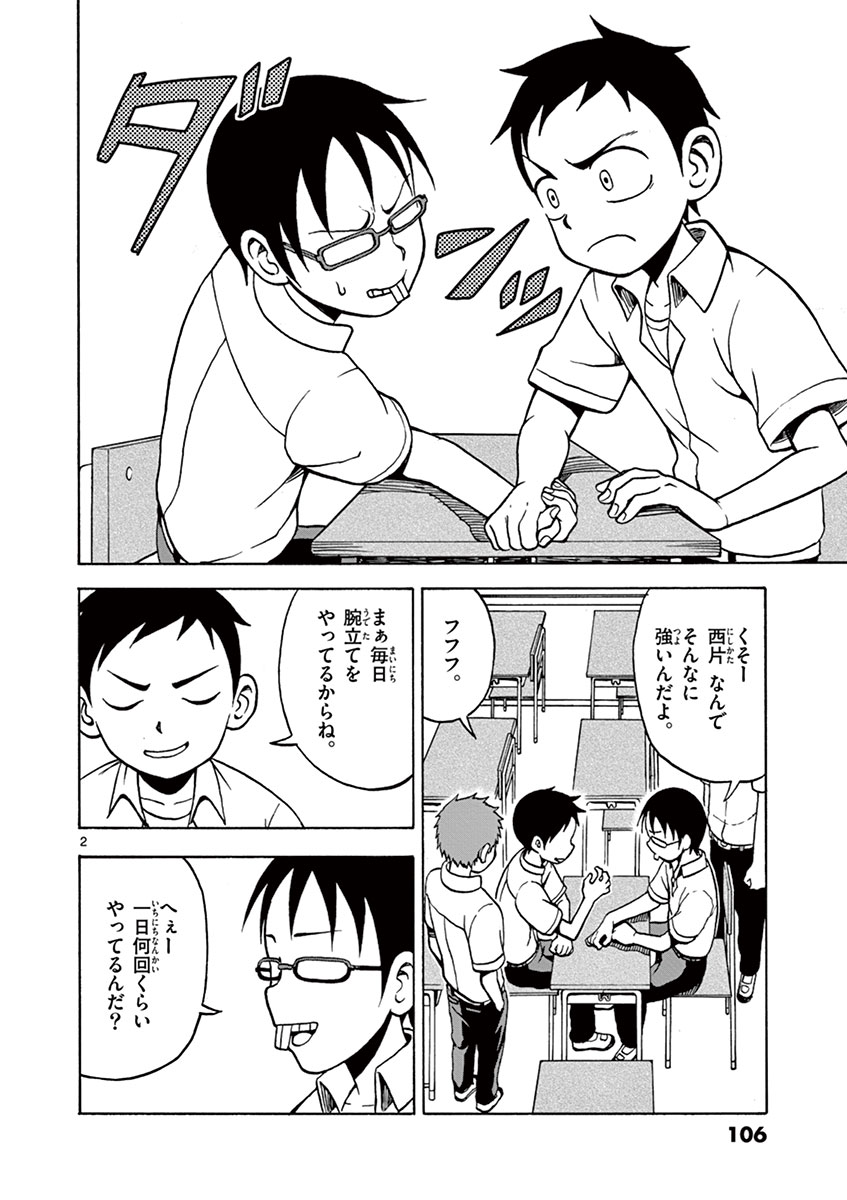 ダンッ
くそー
西片 なんで
そんなに
強いんだよ。
フフフ。
まぁ毎日
腕立てを
やってるからね。
へぇー
一日何回くらい
やってるんだ?
2
106